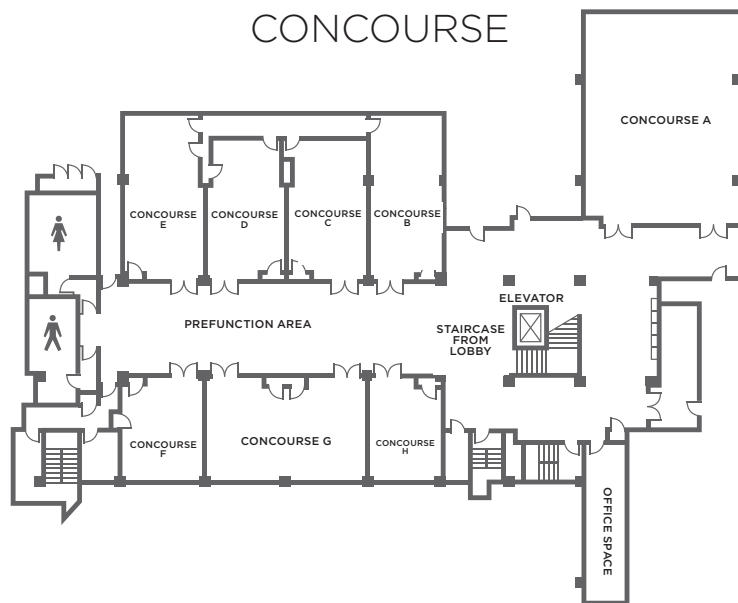 CONCOURSE
CONCOURSE A
CONCOURSE
E
CONCOURSE
D
CONCOURSE
C
CONCOURSE
B
ELEVATOR
PREFUNCTION AREA
STAIRCASE
FROM
LOBBY
CONCOURSE
F
CONCOURSE G
CONCOURSE
H
OFFICE SPACE